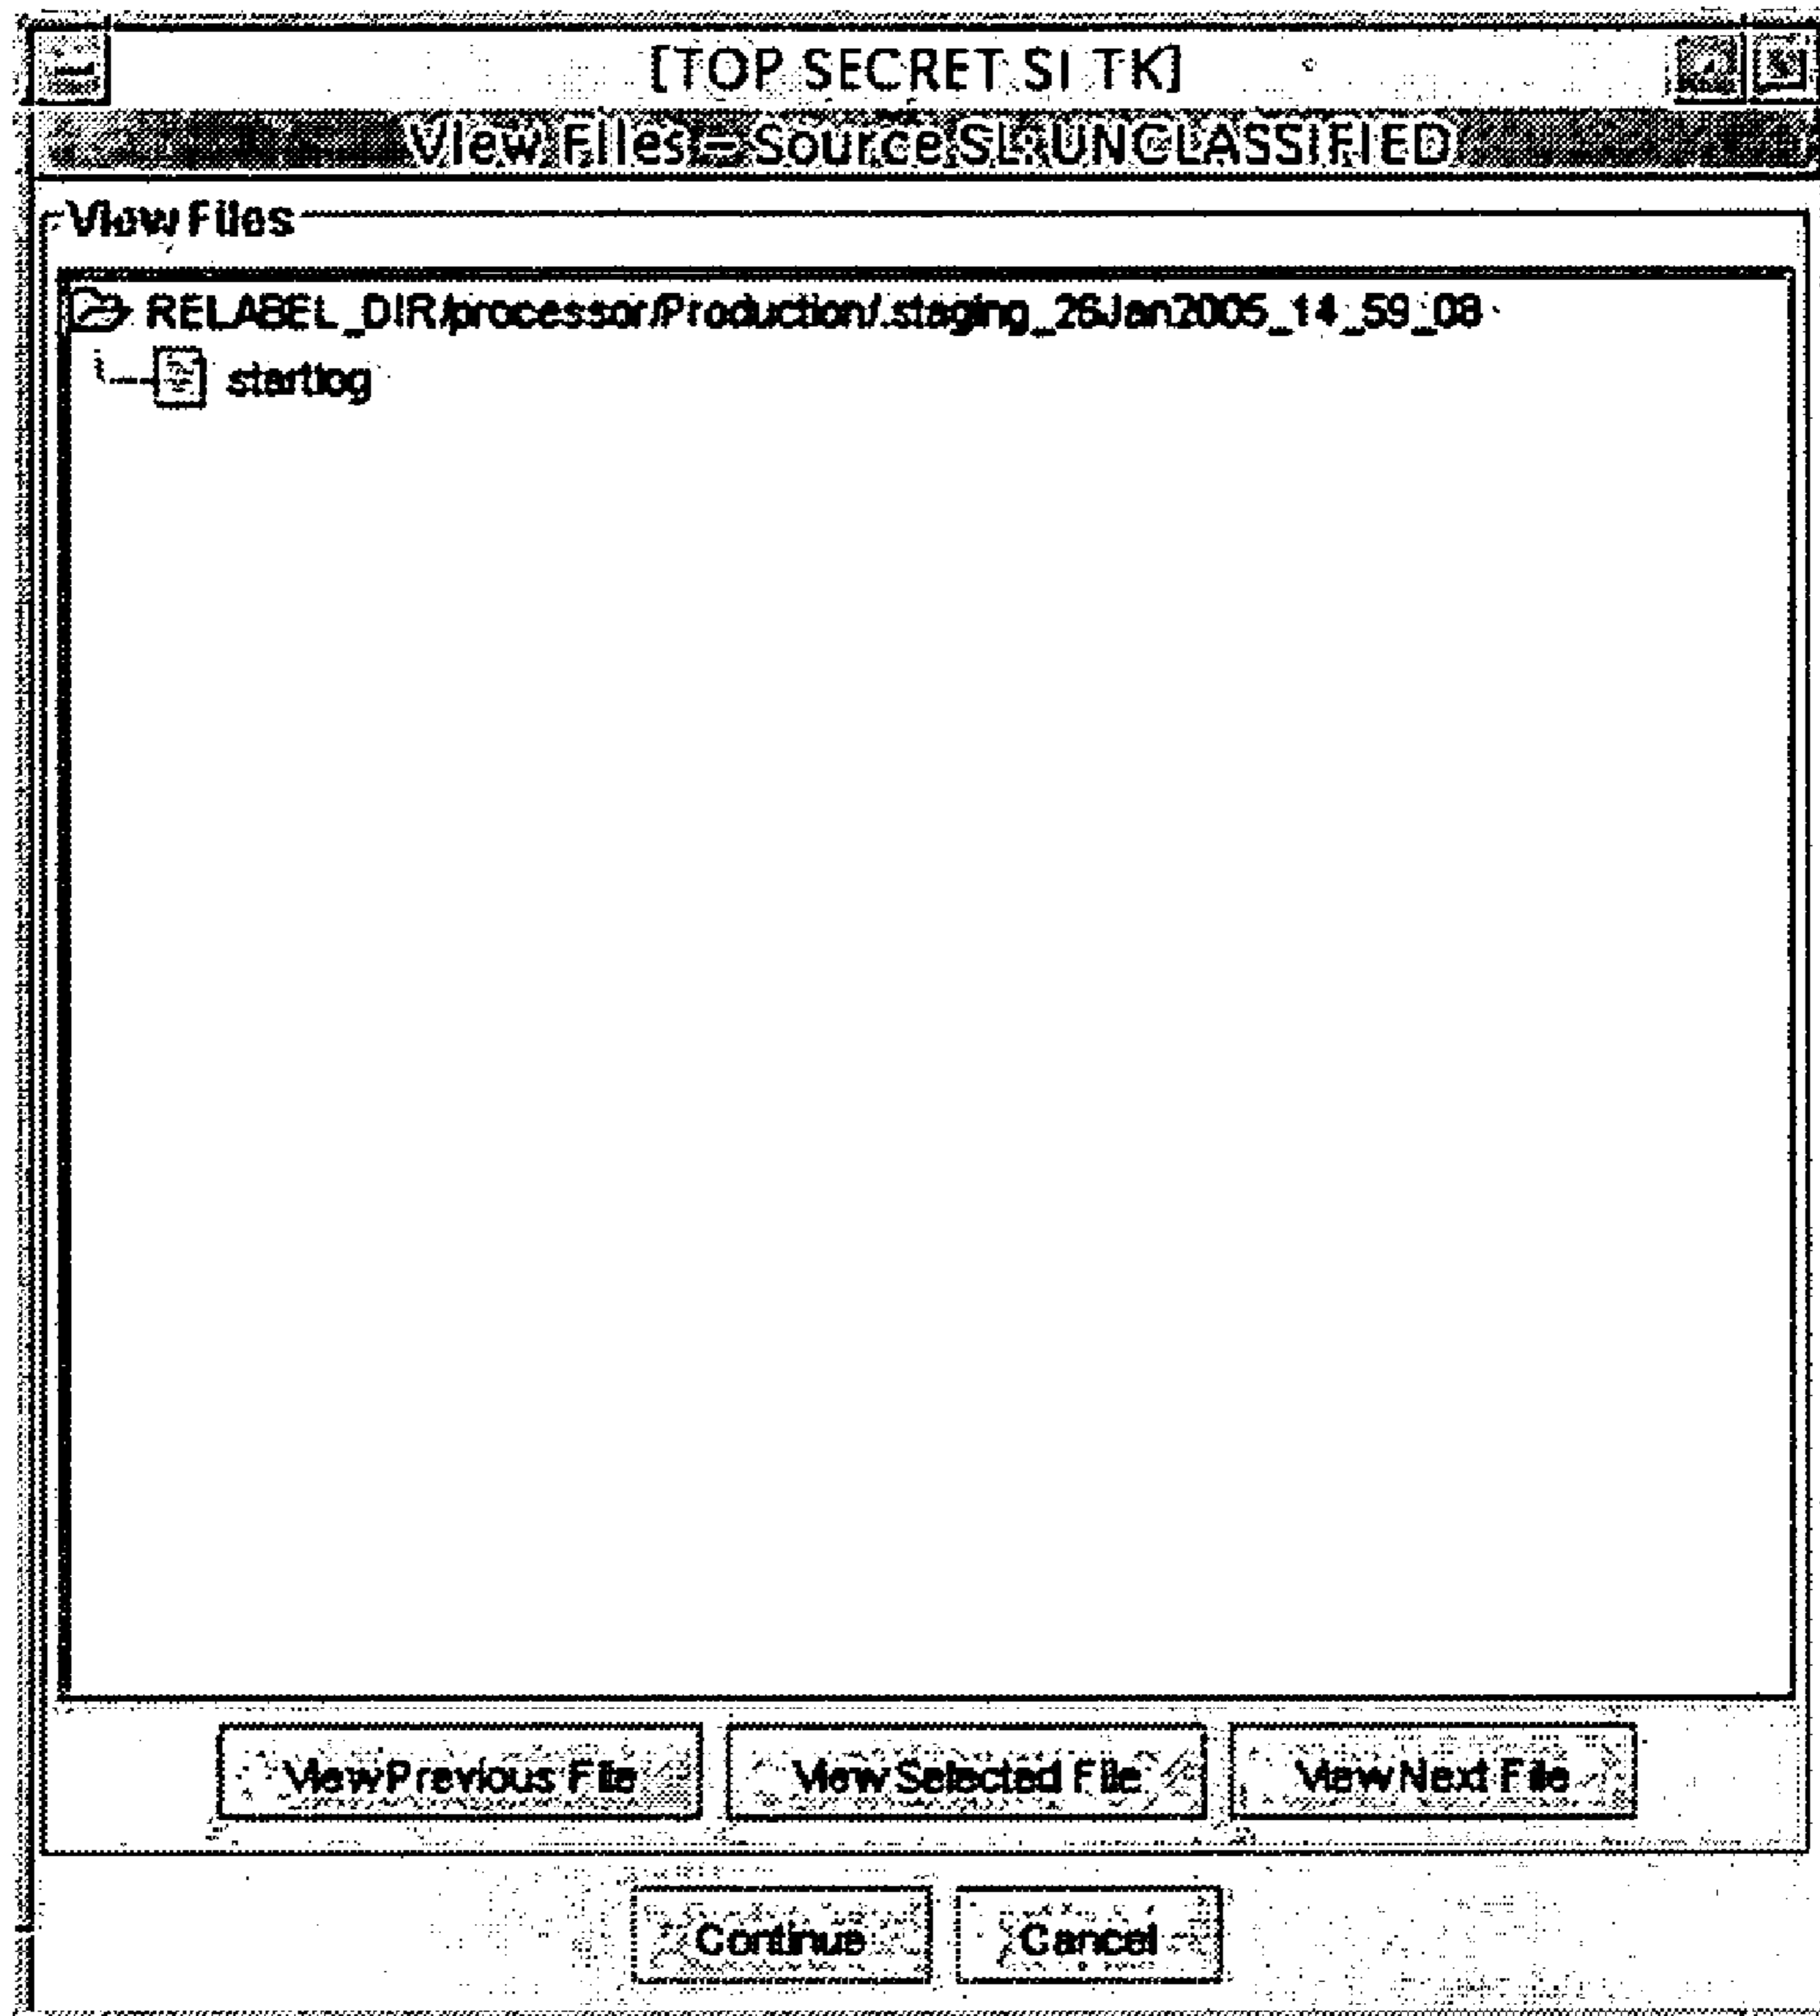 [TOP SECRET SI TK]
View Files - Source SL: UNCLASSIFIED
View Files
RELABEL_DIR/processor/Production/.staging_26Jan2005_14_59_08
startlog
View Previous File View Selected File View Next File
Continue Cancel